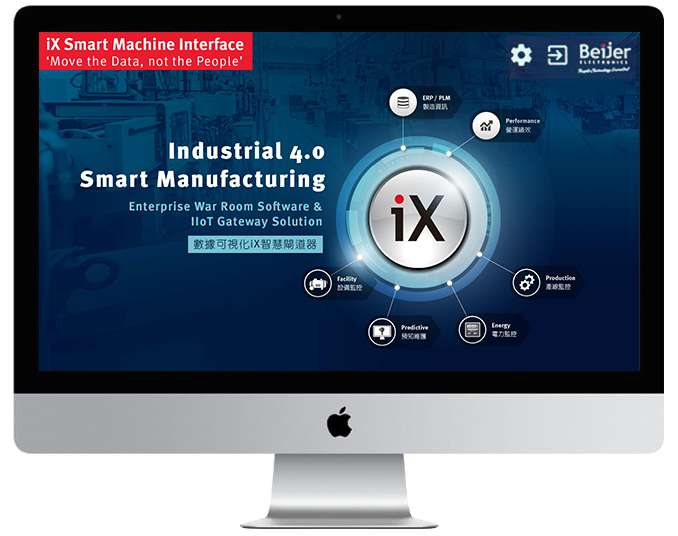 iX Smart Machine Interface
‘Move the Data, not the People’
Beijer
ELECTRONICS
ERP / PLM
製造資訊
Performance
營運績效
Industrial 4.0
Smart Manufacturing
Enterprise War Room Software &
IIoT Gateway Solution
數據可視化iX智慧閘道器
iX
Facility
設備監控
Production
產線監控
Predictive
預知維護
Energy
電力監控